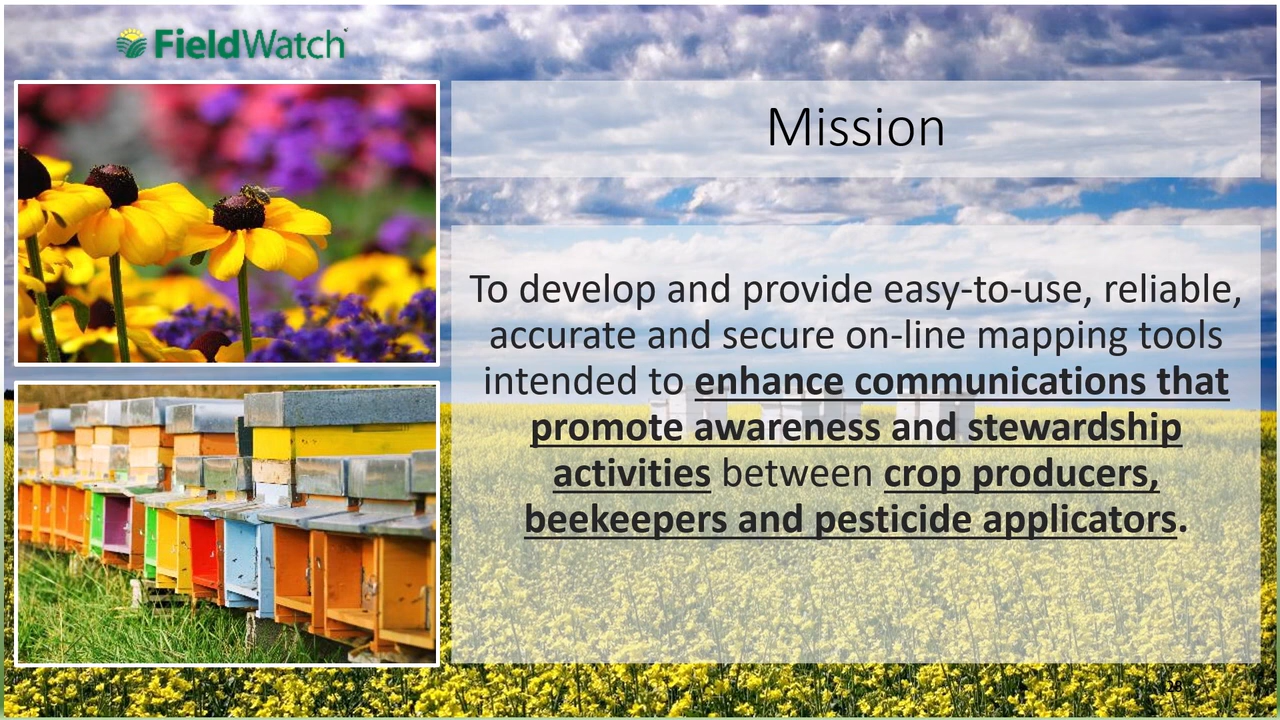 FieldWatch
Mission
To develop and provide easy-to-use, reliable,
accurate and secure on-line mapping tools
intended to enhance communications that
promote awareness and stewardship
activities between crop producers,
beekeepers and pesticide applicators.